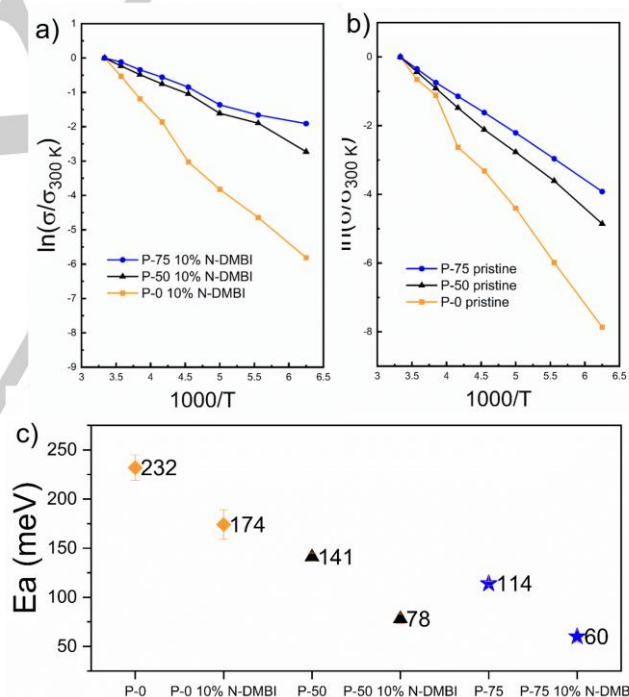 a)
ln(σ/σ300 K)
0
-1
-2
-3
-4
-5
-6
-7
-8
-9
P-75 10% N-DMBI
P-50 10% N-DMBI
P-0 10% N-DMBI
3 3.5 4 4.5 5 5.5 6 6.5
1000/T
b)
ln(σ/σ300 K)
0
-2
-4
-6
-8
P-75 pristine
P-50 pristine
P-0 pristine
3 3.5 4 4.5 5 5.5 6 6.5
1000/T
c)
Ea (meV)
250
200
150
100
50
232
174
141
78
114
60
P-0 P-0 10% N-DMBI P-50 P-50 10% N-DMBI P-75 P-75 10% N-DMBI